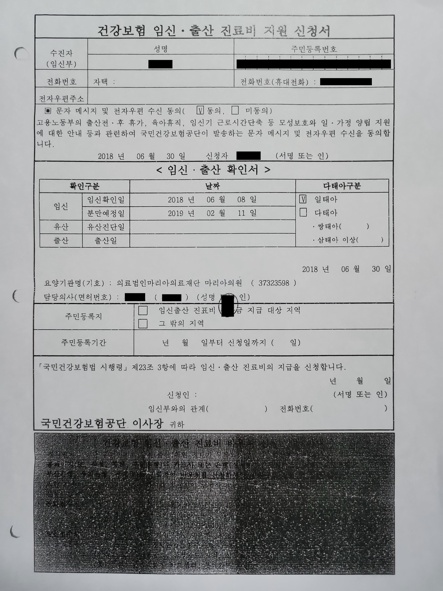 건강보험 임신·출산 진료비 지원 신청서
수진자
(임신부)
성명
주민등록번호
전화번호
자택 :
전화번호(휴대전화) :
전자우편주소
문자 메시지 및 전자우편 수신 동의( V 동의, 비동의)
고용노동부의 출산전·후 휴가, 육아휴직, 임신기 근로시간단축 등 모성보호와 일·가정 양립 지원
에 대한 안내 등과 관련하여 국민건강보험공단이 발송하는 문자 메시지 및 전자우편 수신을 동의합
니다.
2018 년 06 월 30 일 신청자 (서명 또는 인)
< 임신·출산 확인서 >
확인구분
날짜
다태아구분
임신
임신확인일
2018 년 06 월 08 일
V 일태아
분만예정일
2019 년 02 월 11 일
다태아
유산
유산진단일
· 쌍태아( )
출산
출산일
· 삼태아 이상( )
2018 년 06 월 30 일
요양기관명(기호) : 의료법인마리아의료재단 마리아의원 ( 37323598 )
담당의사(면허번호) : ( ) (성명 인)
주민등록지
임신출산 진료비 금 지급 대상 지역
그 밖의 지역
주민등록기간
년 월 일부터 신청일까지 ( 일)
「국민건강보험법 시행령」 제23조 3항에 따라 임신·출산 진료비의 지급을 신청합니다.
년 월 일
신청인 : (서명 또는 인)
임신부와의 관계( ) 전화번호( )
국민건강보험공단 이사장 귀하